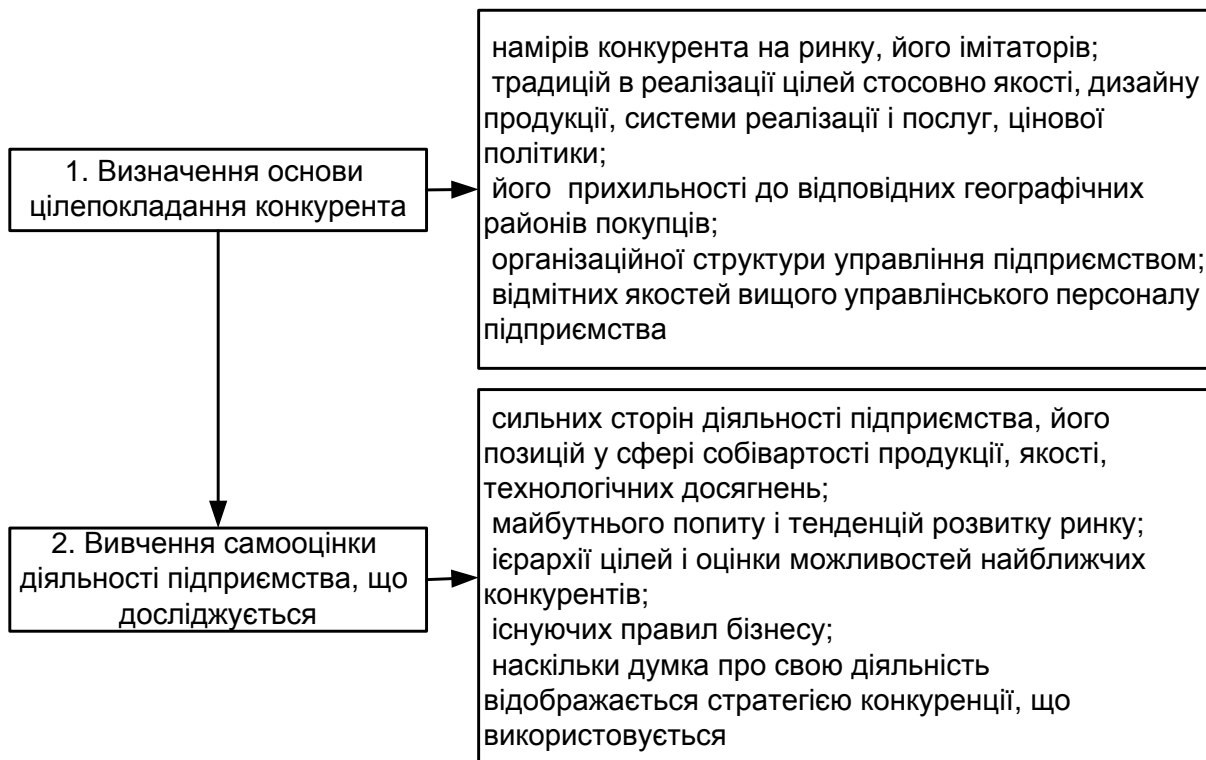 1. Визначення основи
цілепокладання конкурента
намірів конкурента на ринку, його імітаторів;
традицій в реалізації цілей стосовно якості, дизайну
продукції, системи реалізації і послуг, цінової
політики;
його прихильності до відповідних географічних
районів покупців;
організаційної структури управління підприємством;
відмітних якостей вищого управлінського персоналу
підприємства
2. Вивчення самооцінки
діяльності підприємства, що
досліджується
сильних сторін діяльності підприємства, його
позицій у сфері собівартості продукції, якості,
технологічних досягнень;
майбутнього попиту і тенденцій розвитку ринку;
ієрархії цілей і оцінки можливостей найближчих
конкурентів;
існуючих правил бізнесу;
наскільки думка про свою діяльність
відображається стратегією конкуренції, що
використовується